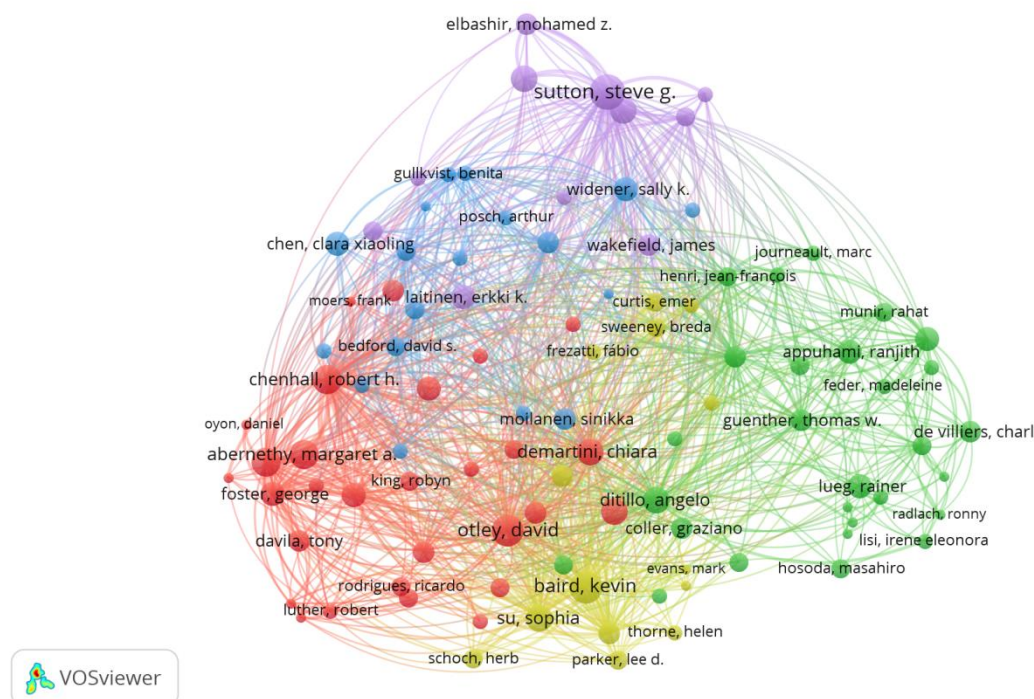 elbashir, mohamed z.
sutton, steve g.
gullkvist, benita
widener, sally k.
posch, arthur
chen, clara xiaoling
wakefield, james
journeault, marc
henri, jean-françois
moers, frank
laitinen, erkki k.
curtis, emer
munir, rahat
sweeney, breda
bedford, david s.
frezatti, fábio
appuhami, ranjith
chenhall, robert h.
feder, madeleine
moilanen, sinikka
guenther, thomas w.
oyon, daniel
de villiers, charl
abernethy, margaret a.
demartini, chiara
king, robyn
foster, george
lueg, rainer
ditillo, angelo
radlach, ronny
otley, david
coller, graziano
davila, tony
lisi, irene eleonora
evans, mark
hosoda, masahiro
rodrigues, ricardo
baird, kevin
luther, robert
su, sophia
thorne, helen
schoch, herb
parker, lee d.
VOSviewer